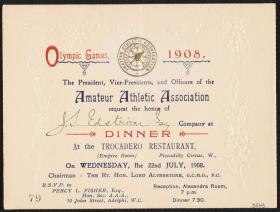 Olympic Games, 1908.
The President, Vice-Presidents, and Officers of the
Amateur Athletic Association
request the honor of
J. S. Edström Esq
Company at
DINNER
At the TROCADERO RESTAURANT,
(Empire Room) Piccadilly Circus, W.,
On WEDNESDAY, the 22nd JULY, 1908.
Chairman - THE RT. HON. LORD ALVERSTONE, G.C.M.G., P.C.
R.S.V.P. to
PERCY L. FISHER, Esq.,
Hon. Sec. A.A.A.,
10 John Street, Adelphi, W.C.
Reception, Alexandra Room,
7 p.m.
Dinner 7.30.
79